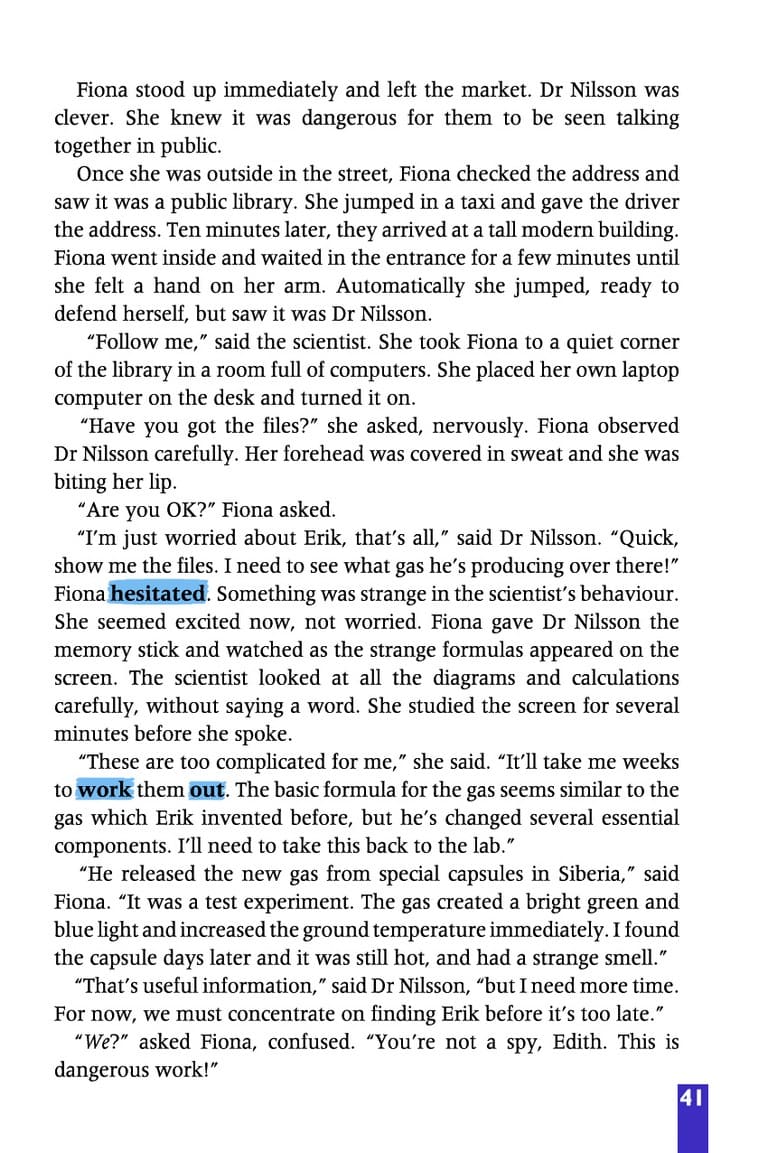 Fiona stood up immediately and left the market. Dr Nilsson was
clever. She knew it was dangerous for them to be seen talking
together in public.
Once she was outside in the street, Fiona checked the address and
saw it was a public library. She jumped in a taxi and gave the driver
the address. Ten minutes later, they arrived at a tall modern building.
Fiona went inside and waited in the entrance for a few minutes until
she felt a hand on her arm. Automatically she jumped, ready to
defend herself, but saw it was Dr Nilsson.
“Follow me,” said the scientist. She took Fiona to a quiet corner
of the library in a room full of computers. She placed her own laptop
computer on the desk and turned it on.
“Have you got the files?” she asked, nervously. Fiona observed
Dr Nilsson carefully. Her forehead was covered in sweat and she was
biting her lip.
“Are you OK?” Fiona asked.
“I’m just worried about Erik, that’s all,” said Dr Nilsson. “Quick,
show me the files. I need to see what gas he’s producing over there!”
Fiona hesitated. Something was strange in the scientist’s behaviour.
She seemed excited now, not worried. Fiona gave Dr Nilsson the
memory stick and watched as the strange formulas appeared on the
screen. The scientist looked at all the diagrams and calculations
carefully, without saying a word. She studied the screen for several
minutes before she spoke.
“These are too complicated for me,” she said. “It’ll take me weeks
to work them out. The basic formula for the gas seems similar to the
gas which Erik invented before, but he’s changed several essential
components. I’ll need to take this back to the lab.”
“He released the new gas from special capsules in Siberia,” said
Fiona. “It was a test experiment. The gas created a bright green and
blue light and increased the ground temperature immediately. I found
the capsule days later and it was still hot, and had a strange smell.”
“That’s useful information,” said Dr Nilsson, “but I need more time.
For now, we must concentrate on finding Erik before it’s too late.”
“We?” asked Fiona, confused. “You’re not a spy, Edith. This is
dangerous work!”
41